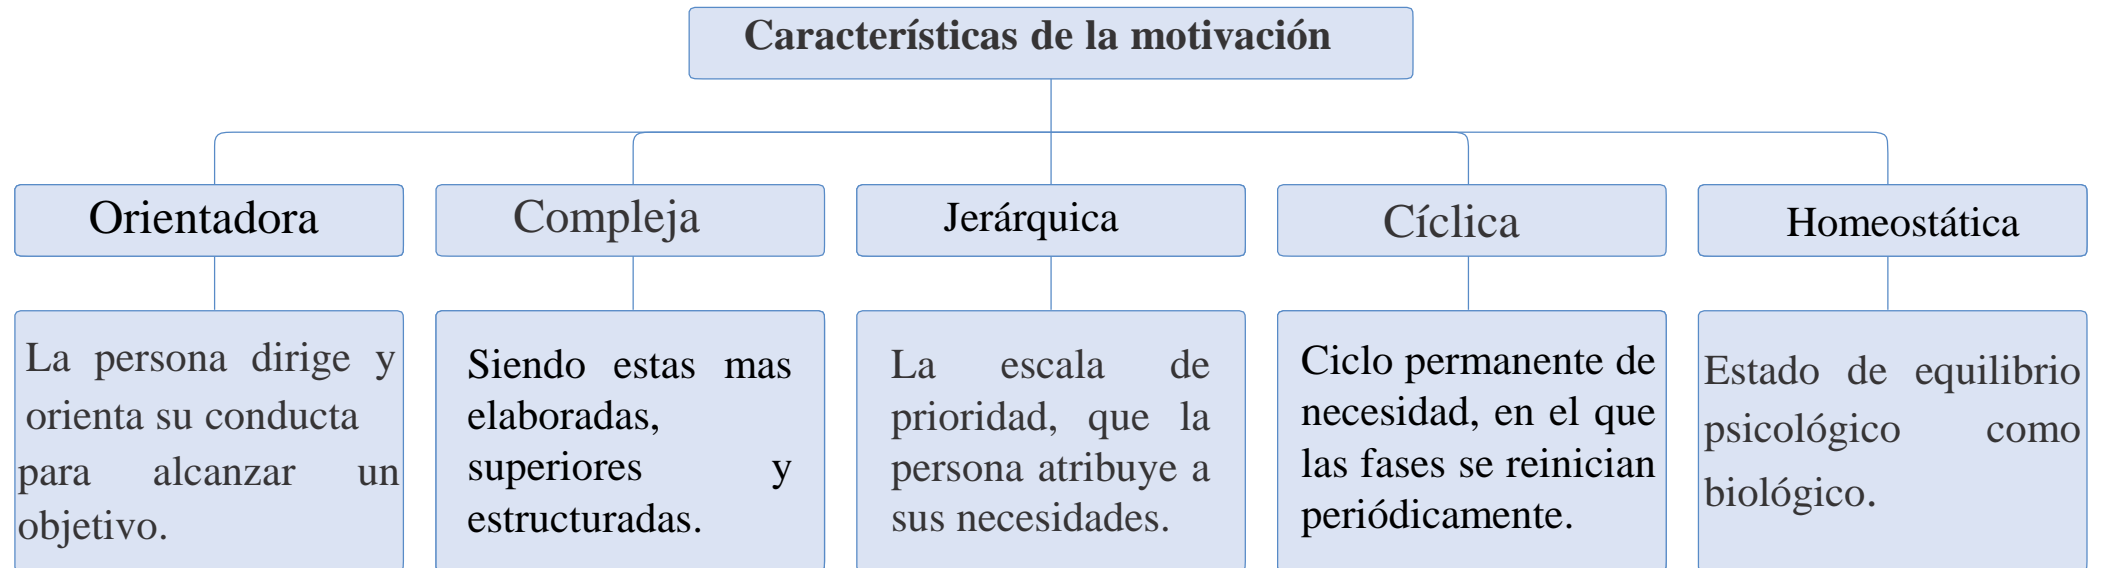 Características de la motivación
Orientadora
Compleja
Jerárquica
Cíclica
Homeostática
La persona dirige y
orienta su conducta
para alcanzar un
objetivo.
Siendo estas mas
elaboradas,
superiores y
estructuradas.
La escala de
prioridad, que la
persona atribuye a
sus necesidades.
Ciclo permanente de
necesidad, en el que
las fases se reinician
periódicamente.
Estado de equilibrio
psicológico como
biológico.